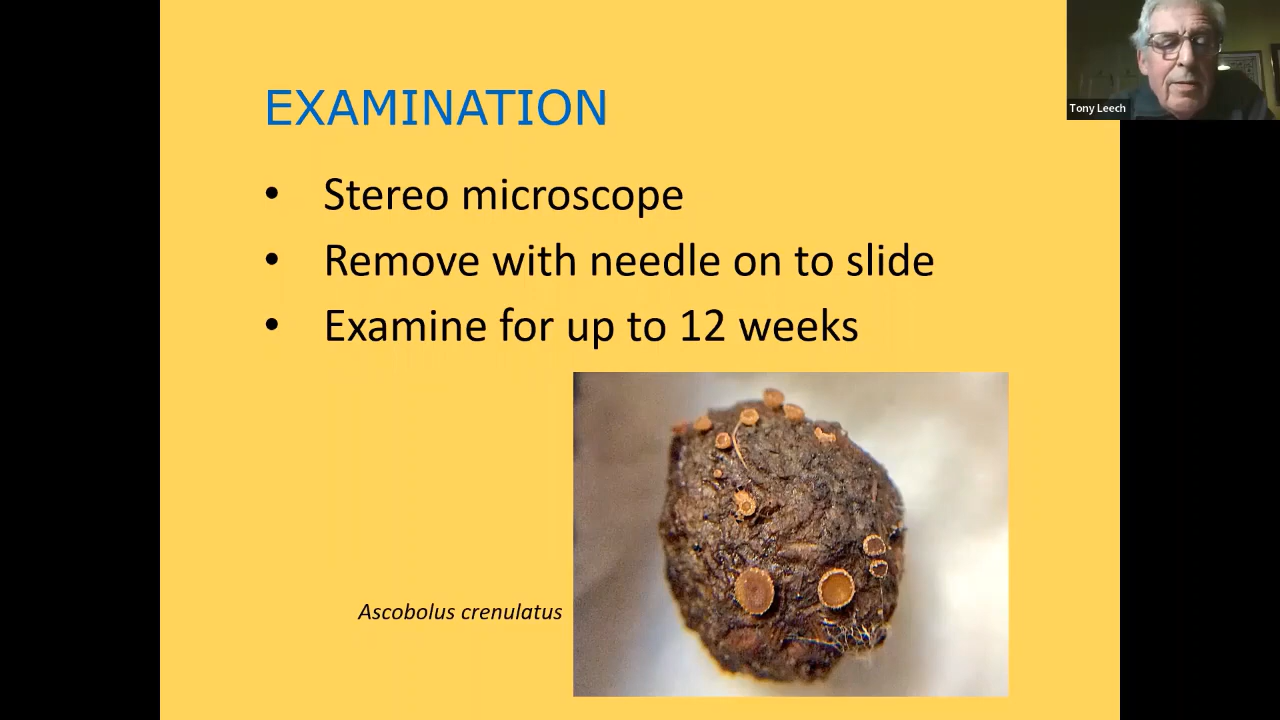 EXAMINATION
• Stereo microscope
• Remove with needle on to slide
• Examine for up to 12 weeks
Ascobolus crenulatus
Tony Leech